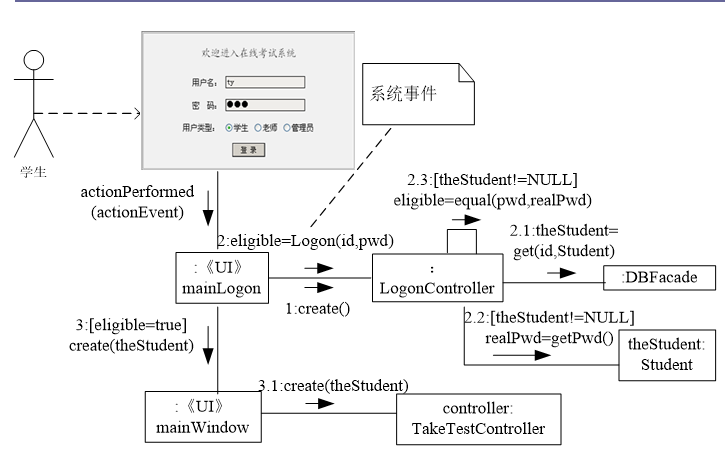 欢迎进入在线考试系统
用户名： ty
密 码： ●●●
用户类型： 学生 老师 管理员
登 录
系统事件
学生
actionPerformed
(actionEvent)
2.3:[theStudent!=NULL]
eligible=equal(pwd,realPwd)
2:eligible=Logon(id,pwd)
2.1:theStudent=
get(id,Student)
:《UI》
mainLogon
:
LogonController
:DBFacade
1:create()
2.2:[theStudent!=NULL]
realPwd=getPwd()
3:[eligible=true]
create(theStudent)
theStudent:
Student
3.1:create(theStudent)
:《UI》
mainWindow
controller:
TakeTestController